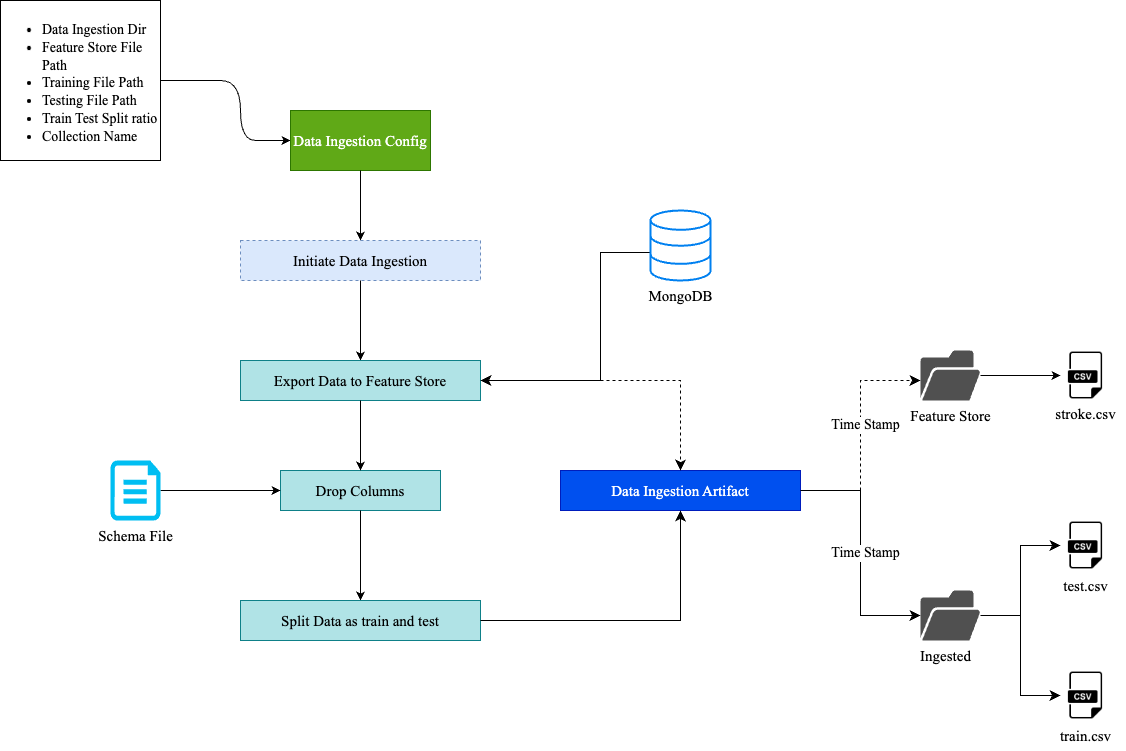 Data Ingestion Dir
Feature Store File
Path
Training File Path
Testing File Path
Train Test Split ratio
Collection Name
Data Ingestion Config
Initiate Data Ingestion
MongoDB
Export Data to Feature Store
Time Stamp
Feature Store
CSV
stroke.csv
Schema File
Drop Columns
Data Ingestion Artifact
Time Stamp
CSV
test.csv
Split Data as train and test
Ingested
CSV
train.csv